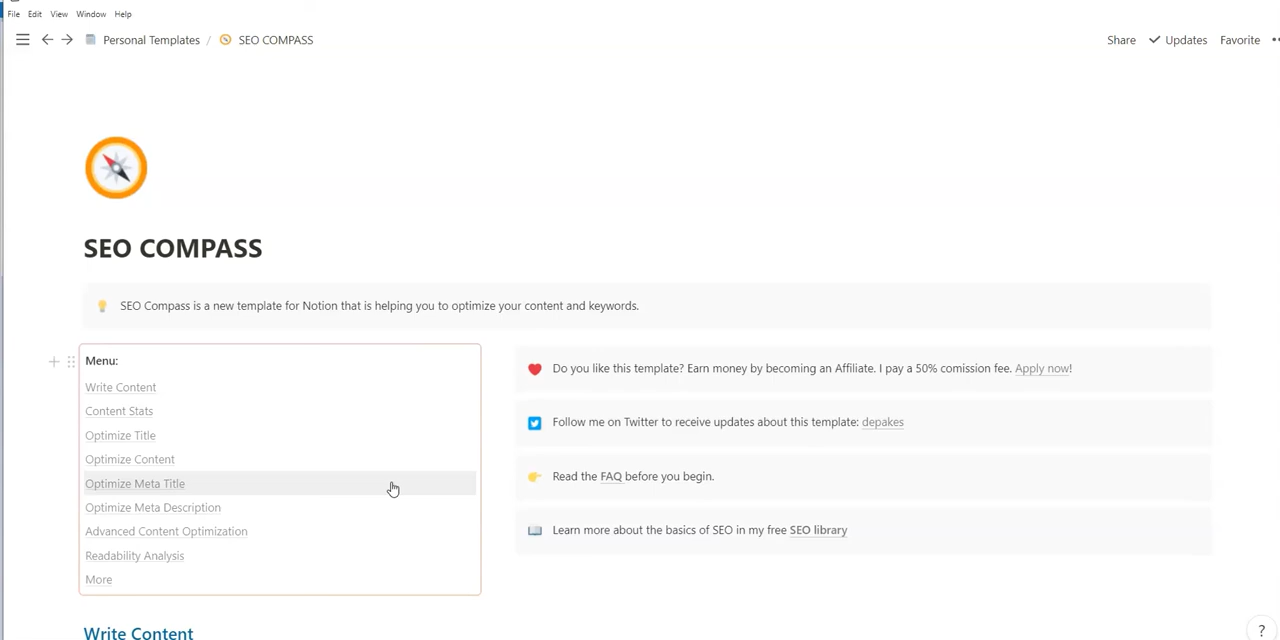 File Edit View Window Help
Personal Templates / SEO COMPASS
Share Updates Favorite
SEO COMPASS
SEO Compass is a new template for Notion that is helping you to optimize your content and keywords.
Menu:
Write Content
Content Stats
Optimize Title
Optimize Content
Optimize Meta Title
Optimize Meta Description
Advanced Content Optimization
Readability Analysis
More
Do you like this template? Earn money by becoming an Affiliate. I pay a 50% comission fee. Apply now!
Follow me on Twitter to receive updates about this template: depakes
Read the FAQ before you begin.
Learn more about the basics of SEO in my free SEO library
Write Content
?